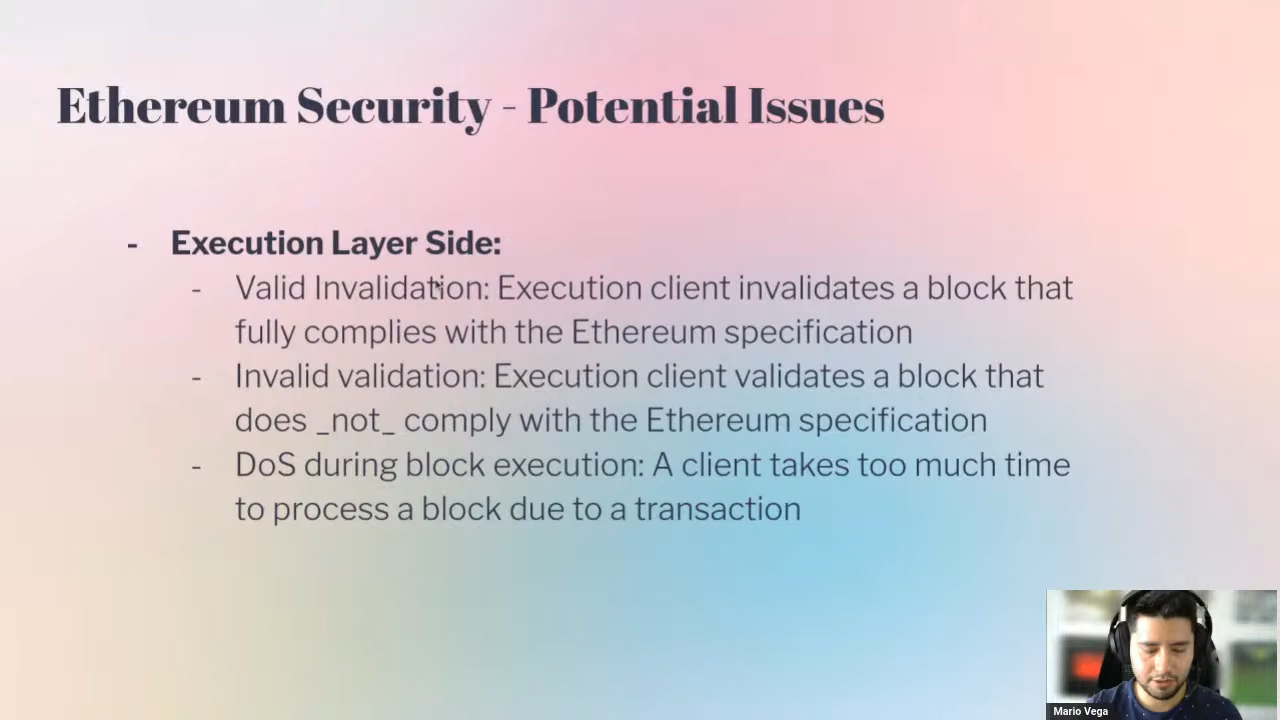 Ethereum Security - Potential Issues
- Execution Layer Side:
- Valid Invalidation: Execution client invalidates a block that
fully complies with the Ethereum specification
- Invalid validation: Execution client validates a block that
does _not_ comply with the Ethereum specification
- DoS during block execution: A client takes too much time
to process a block due to a transaction
Mario Vega